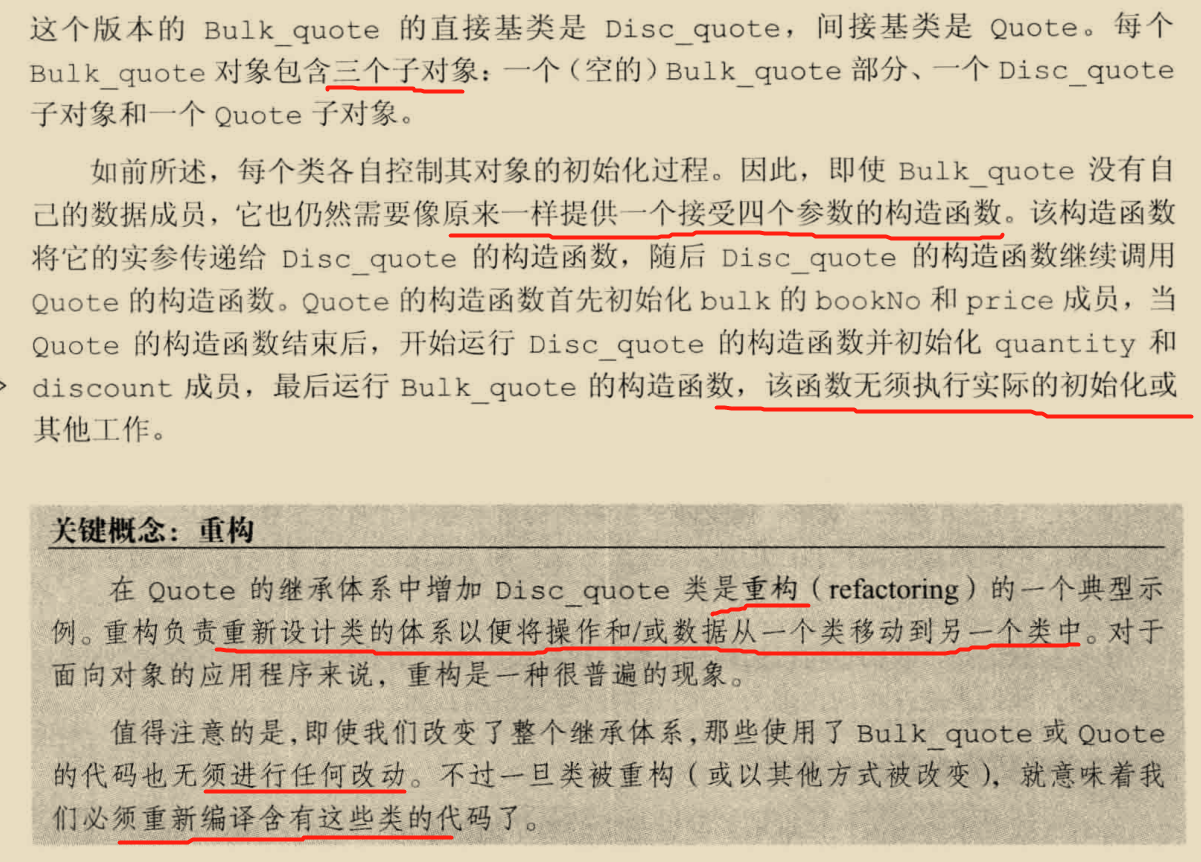 这个版本的 Bulk_quote 的直接基类是 Disc_quote，间接基类是 Quote。每个
Bulk_quote 对象包含三个子对象：一个（空的）Bulk_quote 部分、一个 Disc_quote
子对象和一个 Quote 子对象。
如前所述，每个类各自控制其对象的初始化过程。因此，即使 Bulk_quote 没有自
己的数据成员，它也仍然需要像原来一样提供一个接受四个参数的构造函数。该构造函数
将它的实参传递给 Disc_quote 的构造函数，随后 Disc_quote 的构造函数继续调用
Quote 的构造函数。Quote 的构造函数首先初始化 bulk 的 bookNo 和 price 成员，当
Quote 的构造函数结束后，开始运行 Disc_quote 的构造函数并初始化 quantity 和
discount 成员，最后运行 Bulk_quote 的构造函数，该函数无须执行实际的初始化或
其他工作。
关键概念：重构
在 Quote 的继承体系中增加 Disc_quote 类是重构（refactoring）的一个典型示
例。重构负责重新设计类的体系以便将操作和/或数据从一个类移动到另一个类中。对于
面向对象的应用程序来说，重构是一种很普遍的现象。
值得注意的是，即使我们改变了整个继承体系，那些使用了 Bulk_quote 或 Quote
的代码也无须进行任何改动。不过一旦类被重构（或以其他方式被改变），就意味着我
们必须重新编译含有这些类的代码了。